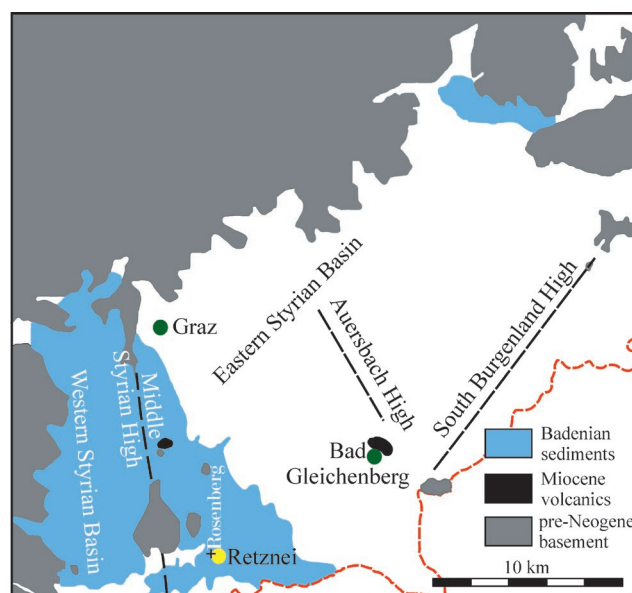 Graz
Eastern Styrian Basin
Auersbach High
South Burgenland High
Middle
Styrian High
Western Styrian Basin
Rosenberg
Retznei
Bad
Gleichenberg
Badenian
sediments
Miocene
volcanics
pre-Neogene
basement
10 km